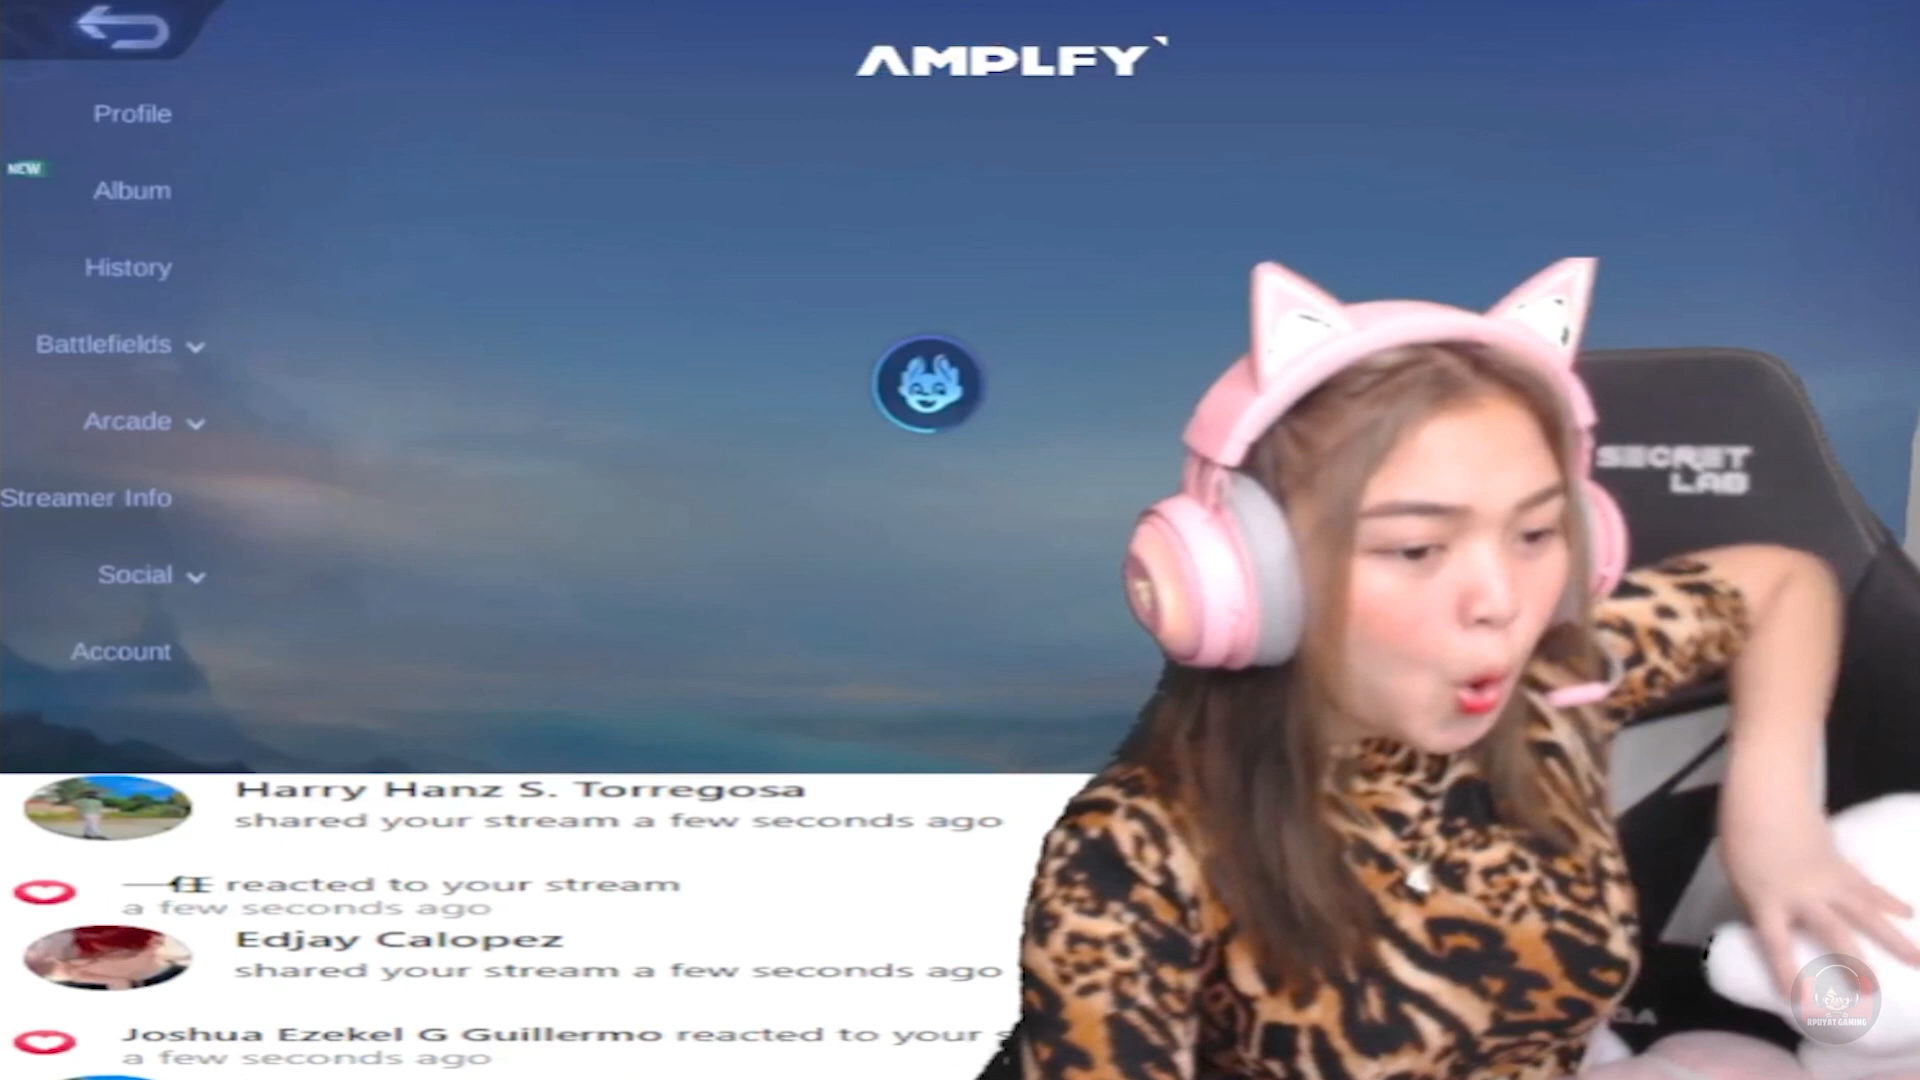 AMPLFY
Profile
NEW
Album
History
Battlefields
Arcade
Streamer Info
Social
Account
SECRET
LAB
Harry Hanz S. Torregosa
shared your stream a few seconds ago
一任 reacted to your stream
a few seconds ago
Edjay Calopez
shared your stream a few seconds ago
Joshua Ezekel G Guillermo reacted to your s
a few seconds ago
OPUYAT GAMING